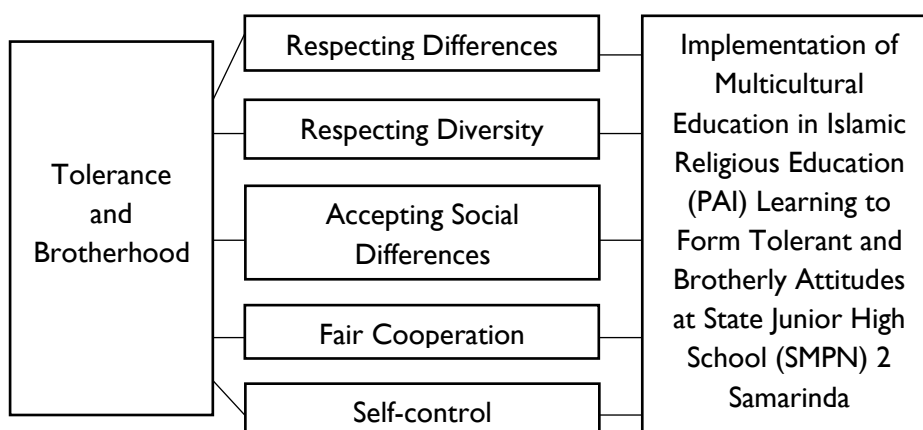 Tolerance
and
Brotherhood
Respecting Differences
Respecting Diversity
Accepting Social
Differences
Fair Cooperation
Self-control
Implementation of
Multicultural
Education in Islamic
Religious Education
(PAI) Learning to
Form Tolerant and
Brotherly Attitudes
at State Junior High
School (SMPN) 2
Samarinda